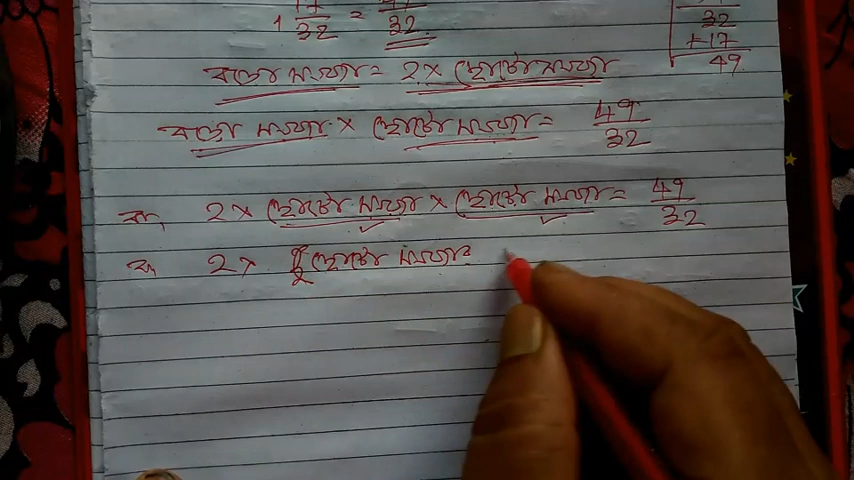 1 17/32 = 49/32
32
+17
49
বড়ো সংখ্যা = 2 × ছোটো সংখ্যা
বড়ো সংখ্যা × ছোটো সংখ্যা = 49/32
বা, 2 × ছোটো সংখ্যা × ছোটো সংখ্যা = 49/32
বা, 2 × ছোটো সংখ্যা